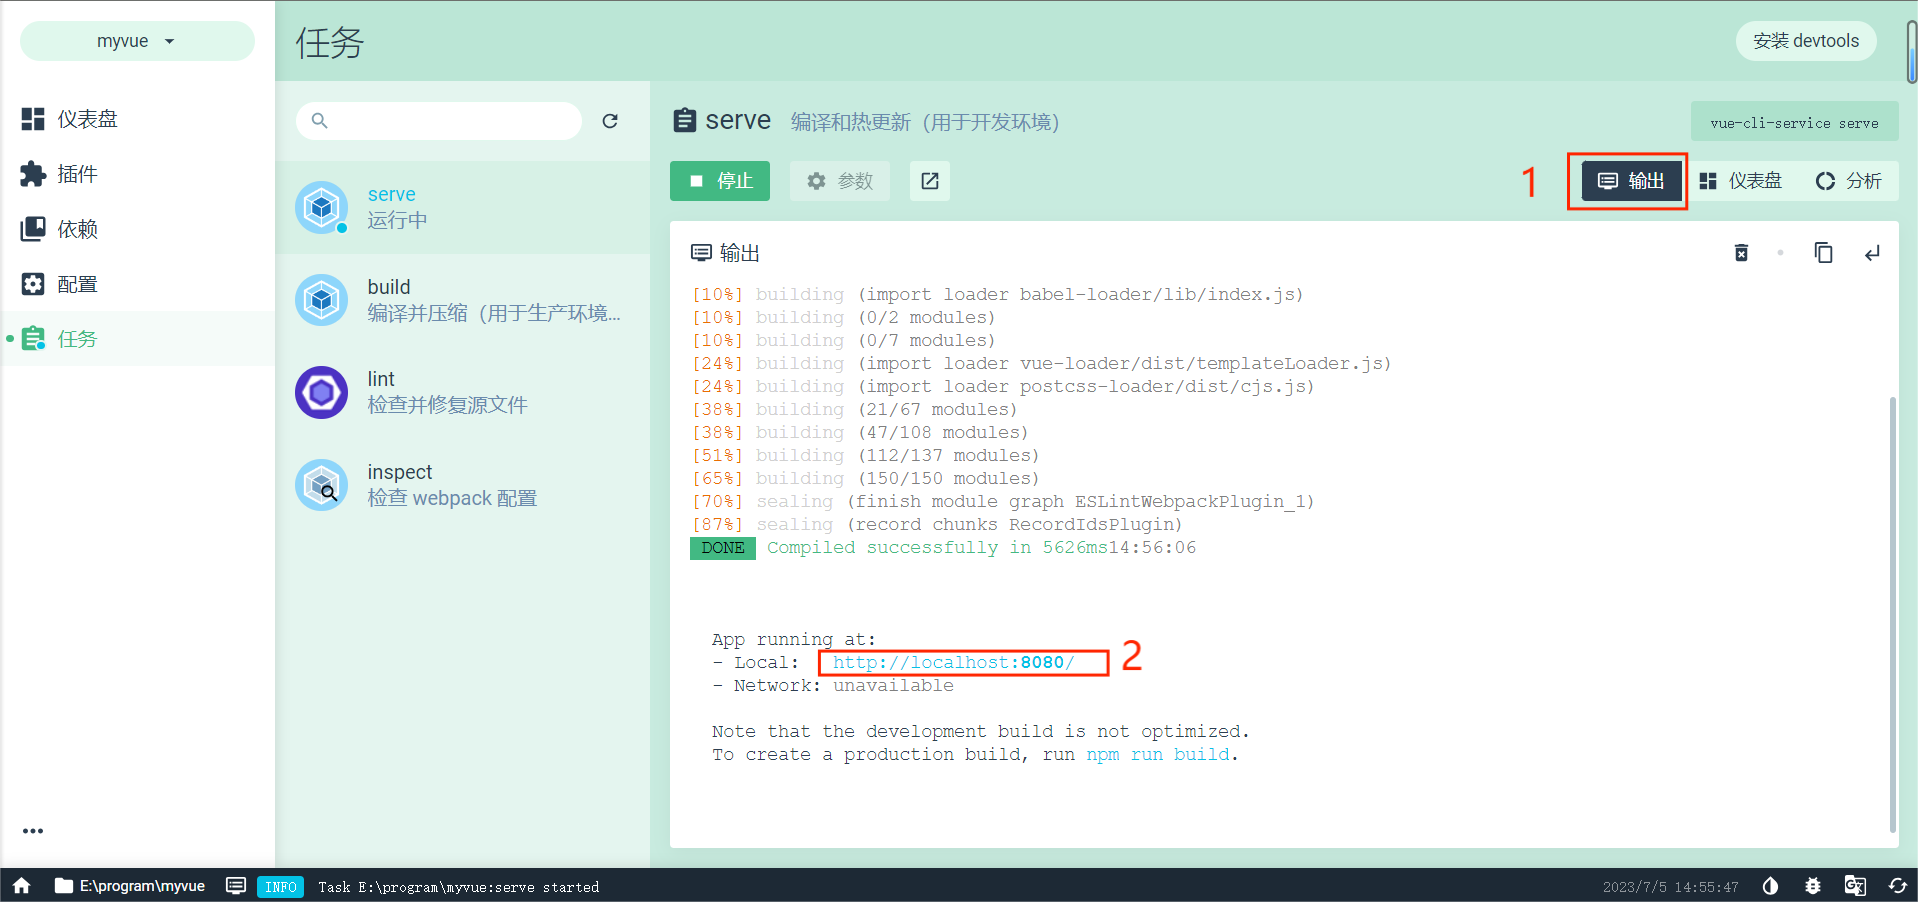 myvue
仪表盘
插件
依赖
配置
任务
任务
安装 devtools
serve
运行中
build
编译并压缩（用于生产环境...
lint
检查并修复源文件
inspect
检查 webpack 配置
serve 编译和热更新（用于开发环境）
vue-cli-service serve
停止 参数
1
输出 仪表盘 分析
输出
[10%] building (import loader babel-loader/lib/index.js)
[10%] building (0/2 modules)
[10%] building (0/7 modules)
[24%] building (import loader vue-loader/dist/templateLoader.js)
[24%] building (import loader postcss-loader/dist/cjs.js)
[38%] building (21/67 modules)
[38%] building (47/108 modules)
[51%] building (112/137 modules)
[65%] building (150/150 modules)
[70%] sealing (finish module graph ESLintWebpackPlugin_1)
[87%] sealing (record chunks RecordIdsPlugin)
DONE Compiled successfully in 5626ms14:56:06
App running at:
- Local: http://localhost:8080/ 2
- Network: unavailable
Note that the development build is not optimized.
To create a production build, run npm run build.
E:\program\myvue INFO Task E:\program\myvue:serve started 2023/7/5 14:55:47